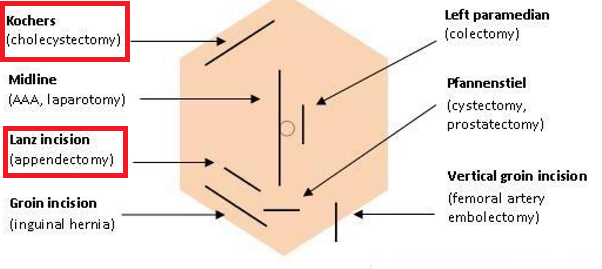 Kochers
(cholecystectomy)
Midline
(AAA, laparotomy)
Lanz incision
(appendectomy)
Groin incision
(inguinal hernia)
Left paramedian
(colectomy)
Pfannenstiel
(cystectomy,
prostatectomy)
Vertical groin incision
(femoral artery
embolectomy)